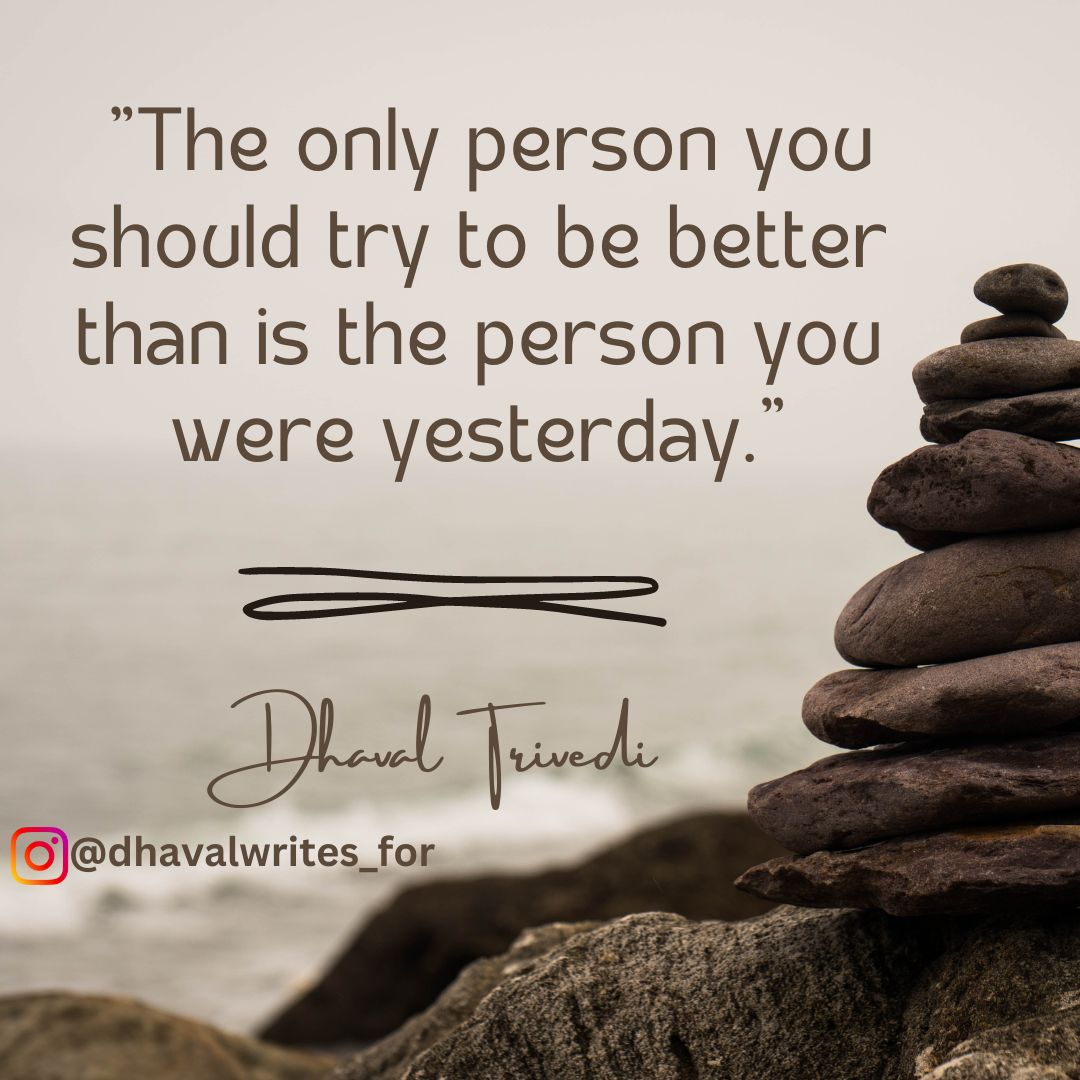 ”The only person you
should try to be better
than is the person you
were yesterday.”
Dhaval Trivedi
@dhavalwrites_for